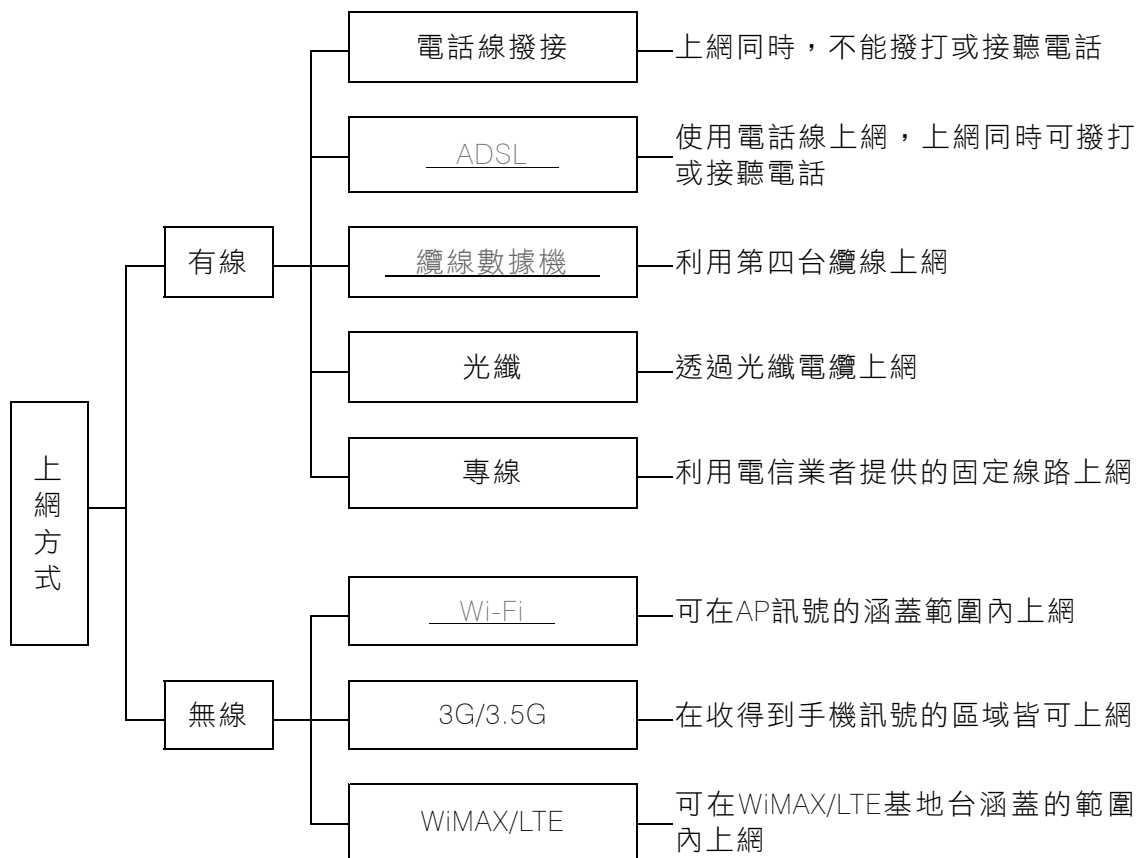 上網方式
有線
電話線撥接
上網同時，不能撥打或接聽電話
ADSL
使用電話線上網，上網同時可撥打
或接聽電話
纜線數據機
利用第四台纜線上網
光纖
透過光纖電纜上網
專線
利用電信業者提供的固定線路上網
無線
Wi-Fi
可在AP訊號的涵蓋範圍內上網
3G/3.5G
在收得到手機訊號的區域皆可上網
WiMAX/LTE
可在WiMAX/LTE基地台涵蓋的範圍
內上網